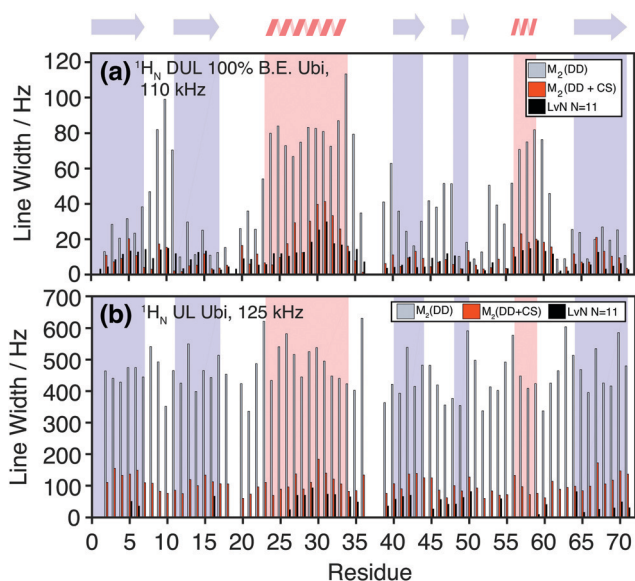 (a) ¹H_N DUL 100% B.E. Ubi,
110 kHz
M₂(DD)
M₂(DD + CS)
LvN N=11
Line Width / Hz
120
100
80
60
40
20
0
(b) ¹H_N UL Ubi, 125 kHz
M₂(DD)
M₂(DD+CS)
LvN N=11
Line Width / Hz
700
600
500
400
300
200
100
0
0 5 10 15 20 25 30 35 40 45 50 55 60 65 70
Residue